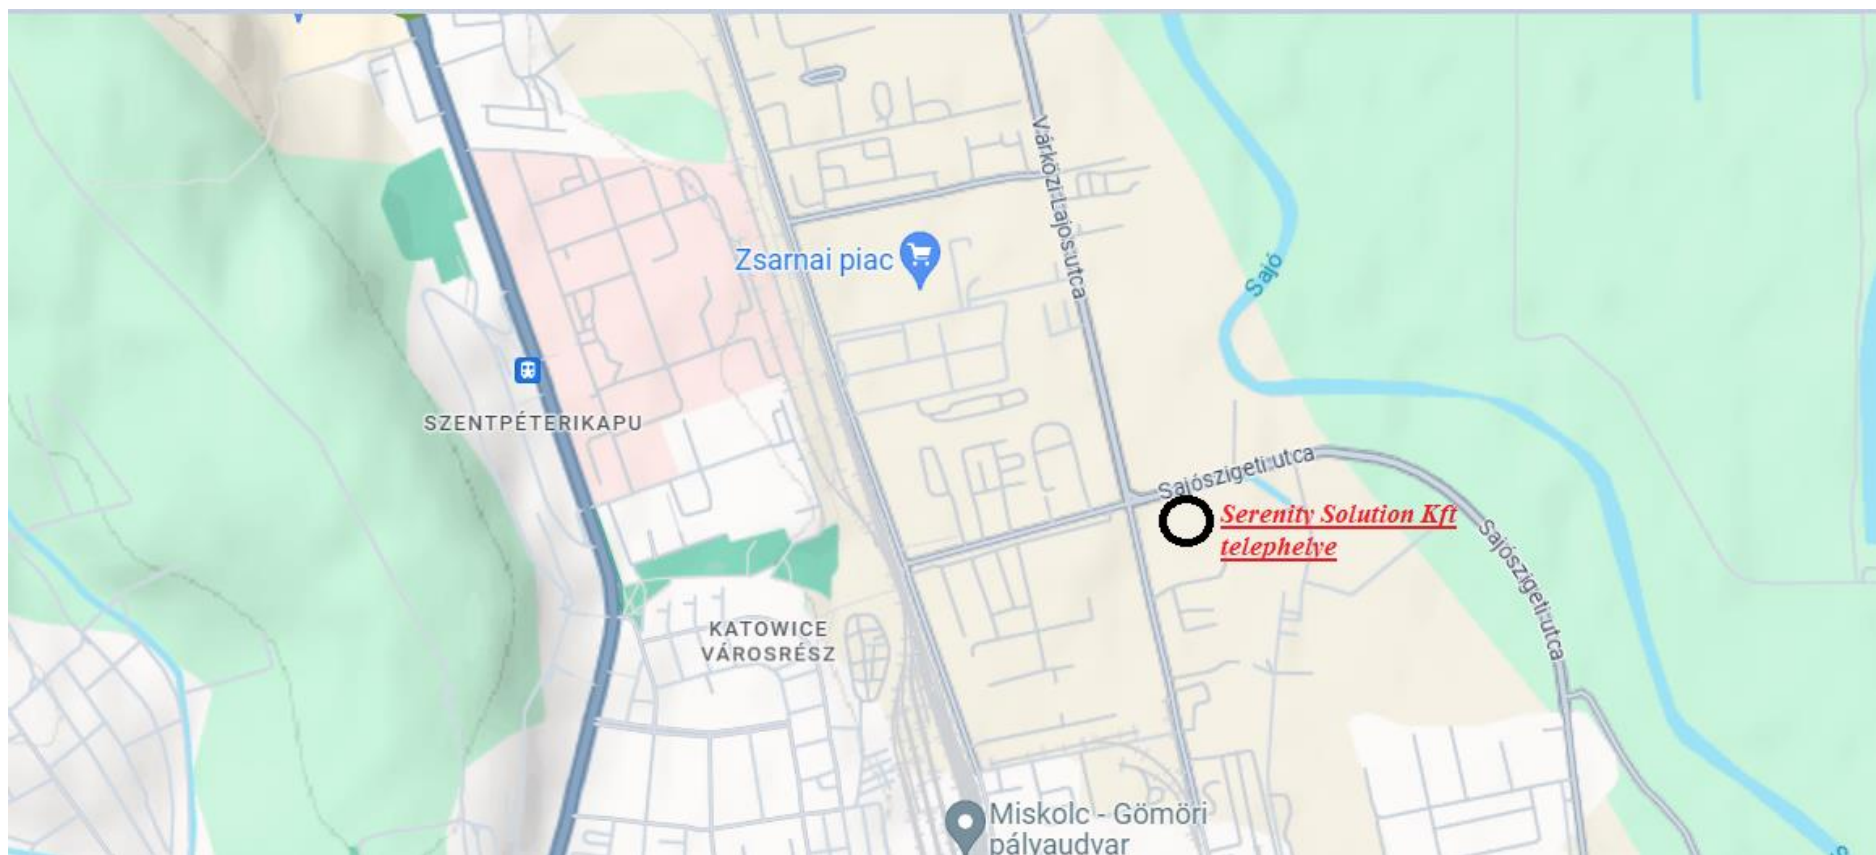 Várközi Lajos utca
Zsarnai piac
Sajó
SZENTPÉTERIKAPU
Sajószigeti utca
Serenity Solution Kft
telephelye
Sajószigeti utca
KATOWICE
VÁROSRÉSZ
Miskolc - Gömöri
pályaudvar